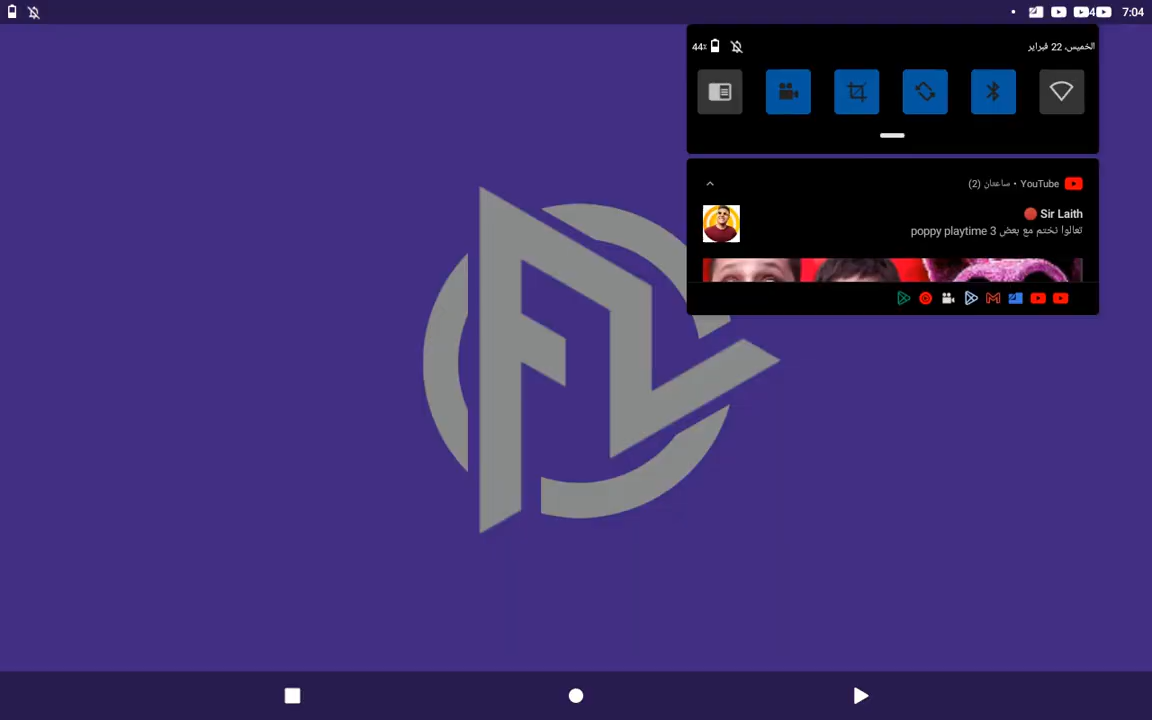 7:04
44٪
الخميس، 22 فبراير
YouTube • ساعتان (2)
Sir Laith 🔴
تعالوا نختم مع بعض poppy playtime 3